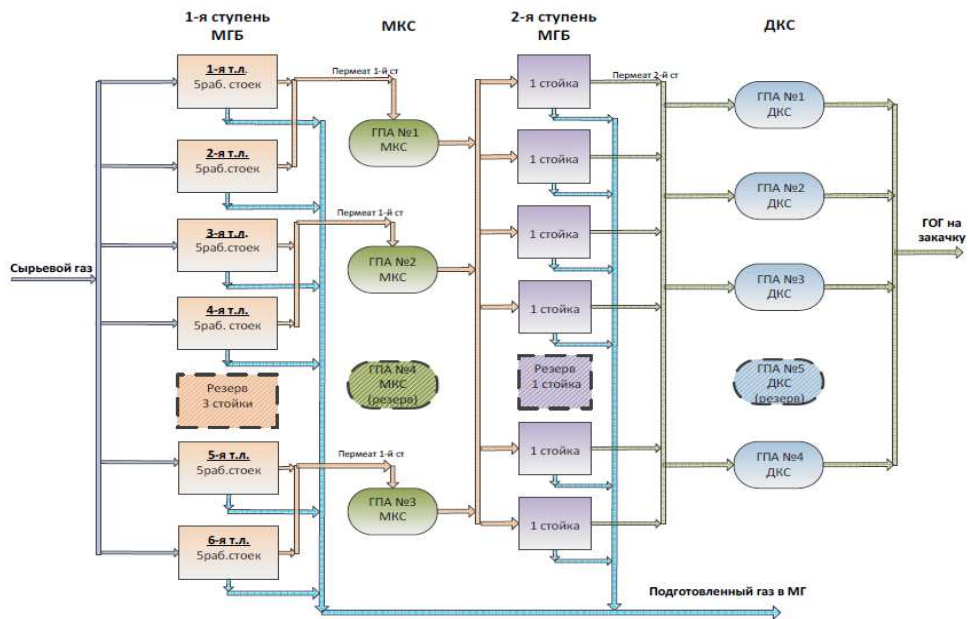 1-я ступень
МГБ
МКС
2-я ступень
МГБ
ДКС
Сырьевой газ
1-я т.л.
5раб. стоек
2-я т.л.
5раб.стоек
3-я т.л.
5раб.стоек
4-я т.л.
5раб. стоек
Резерв
3 стойки
5-я т.л.
5раб.стоек
6-я т.л.
5раб.стоек
Пермеат 1-й ст
ГПА №1
МКС
Пермеат 1-й ст
ГПА №2
МКС
ГПА №4
МКС
(резерв)
Пермеат 1-й ст
ГПА №3
МКС
1 стойка
1 стойка
1 стойка
1 стойка
Резерв
1 стойка
1 стойка
1 стойка
Пермеат 2-й ст
ГПА №1
ДКС
ГПА №2
ДКС
ГПА №3
ДКС
ГПА №5
ДКС
(резерв)
ГПА №4
ДКС
ГОГ на
закачку
Подготовленный газ в МГ